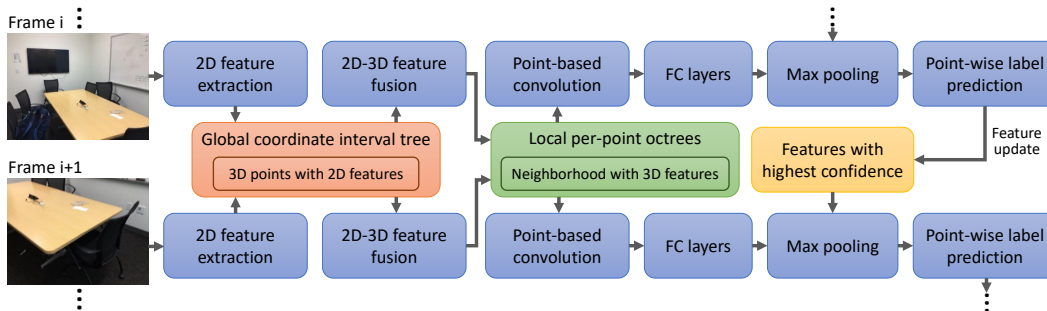 Frame i
2D feature
extraction
2D-3D feature
fusion
Point-based
convolution
FC layers
Max pooling
Point-wise label
prediction
Global coordinate interval tree
3D points with 2D features
Local per-point octrees
Neighborhood with 3D features
Features with
highest confidence
Feature
update
Frame i+1
2D feature
extraction
2D-3D feature
fusion
Point-based
convolution
FC layers
Max pooling
Point-wise label
prediction